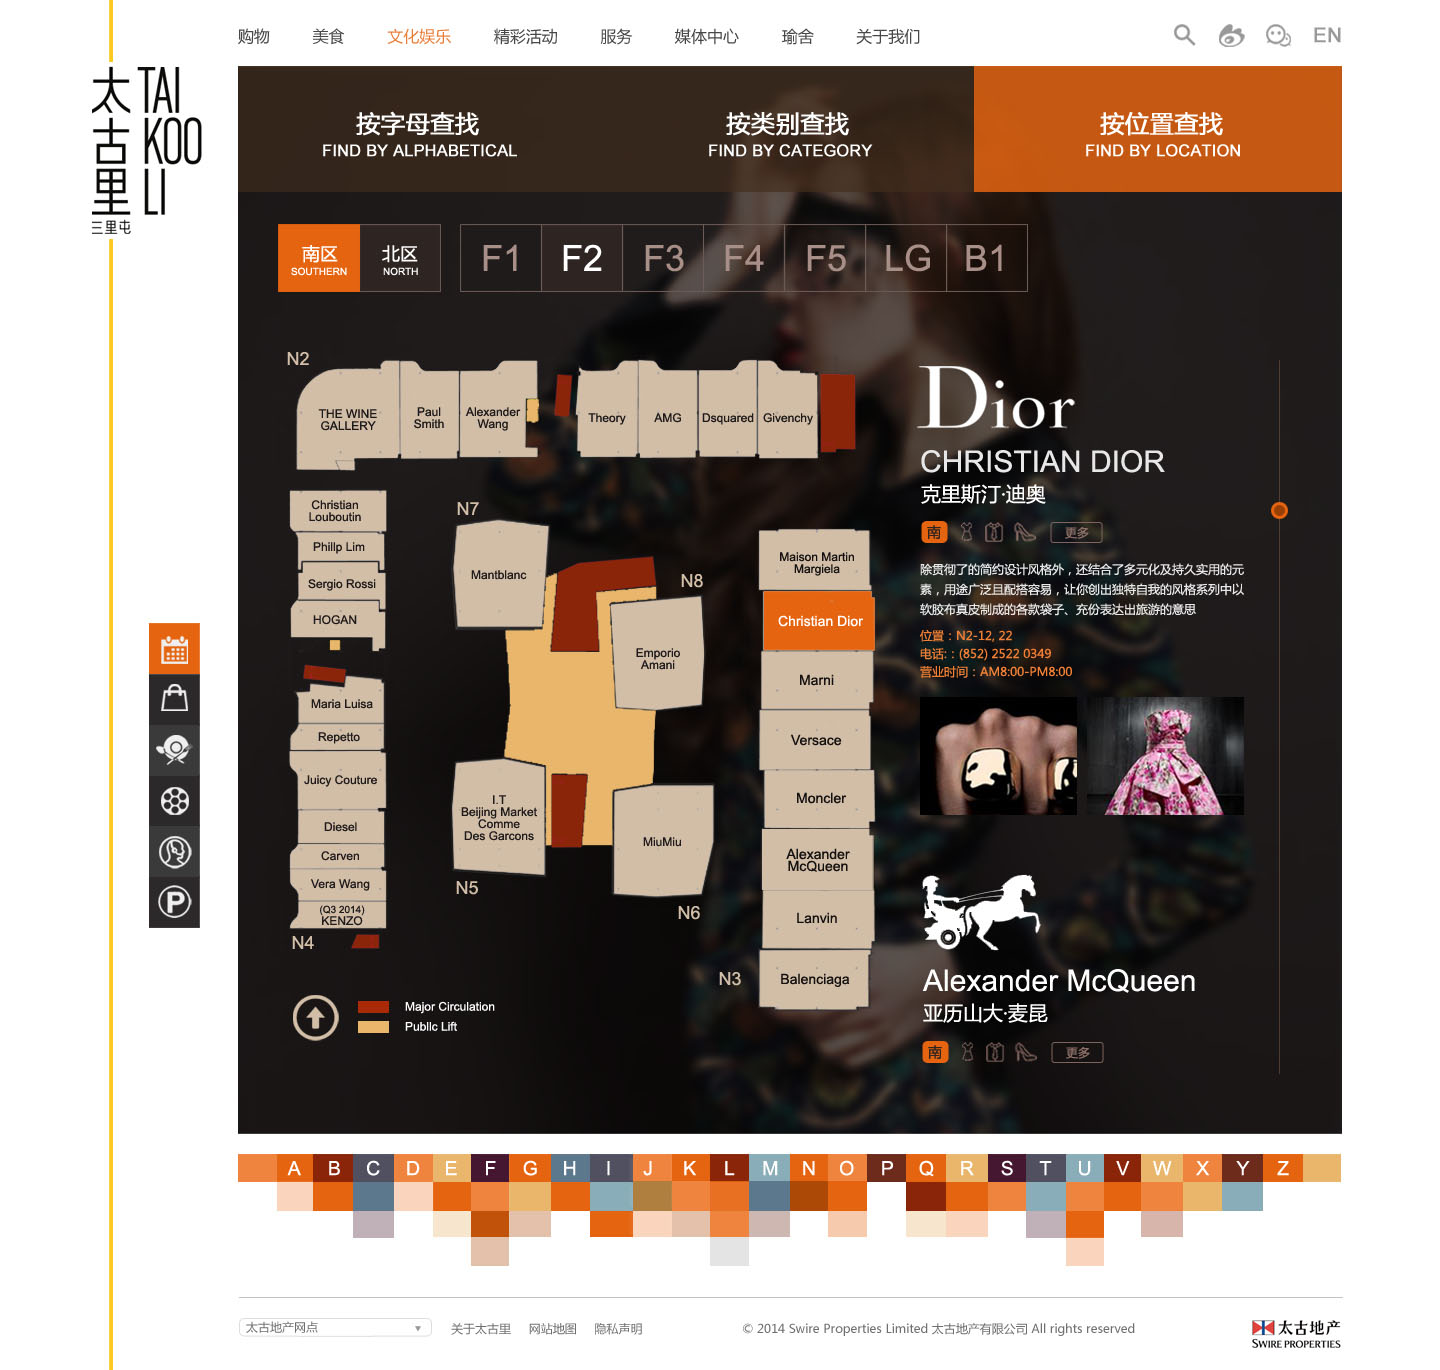 购物 美食 文化娱乐 精彩活动 服务 媒体中心 瑜舍 关于我们 EN
太古里
三里屯
TAI
KOO
LI
按字母查找
FIND BY ALPHABETICAL
按类别查找
FIND BY CATEGORY
按位置查找
FIND BY LOCATION
南区
SOUTHERN
北区
NORTH
F1 F2 F3 F4 F5 LG B1
N2
THE WINE
GALLERY
Paul
Smith
Alexander
Wang
Theory
AMG
Dsquared
Givenchy
Christian
Louboutin
Phillp Lim
Sergio Rossi
HOGAN
Maria Luisa
Repetto
Juicy Couture
Diesel
Carven
Vera Wang
(Q3 2014)
KENZO
N4
N7
Mantblanc
N8
Emporio
Amani
I.T
Beijing Market
Comme
Des Garcons
N5
MiuMiu
N6
Maison Martin
Margiela
Christian Dior
Marni
Versace
Moncler
Alexander
McQueen
Lanvin
Balenciaga
N3
Major Circulation
Public Lift
Dior
CHRISTIAN DIOR
克里斯汀·迪奥
南 更多
除贯彻了的简约设计风格外，还结合了多元化及持久实用的元
素，用途广泛且配搭容易，让你创出独特自我的风格系列中以
软胶布真皮制成的各款袋子、充份表达出旅游的意思
位置：N2-12, 22
电话:：(852) 2522 0349
营业时间：AM8:00-PM8:00
Alexander McQueen
亚历山大·麦昆
南 更多
P
A B C D E F G H I J K L M N O P Q R S T U V W X Y Z
太古地产网点 关于太古里 网站地图 隐私声明 © 2014 Swire Properties Limited 太古地产有限公司 All rights reserved
太古地产
SWIRE PROPERTIES